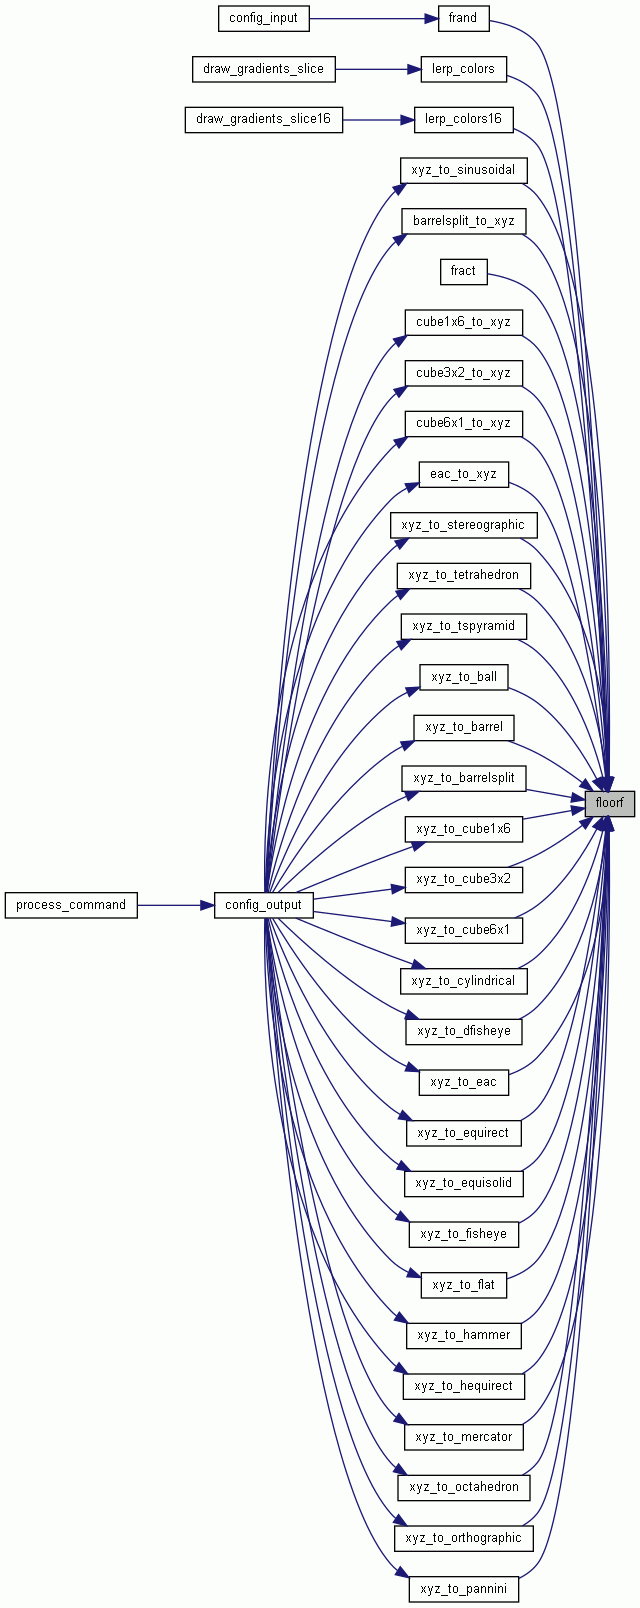 config_input
frand
draw_gradients_slice
lerp_colors
draw_gradients_slice16
lerp_colors16
xyz_to_sinusoidal
barrelsplit_to_xyz
fract
cube1x6_to_xyz
cube3x2_to_xyz
cube6x1_to_xyz
eac_to_xyz
xyz_to_stereographic
xyz_to_tetrahedron
xyz_to_tspyramid
xyz_to_ball
xyz_to_barrel
xyz_to_barrelsplit
floorf
xyz_to_cube1x6
xyz_to_cube3x2
process_command
config_output
xyz_to_cube6x1
xyz_to_cylindrical
xyz_to_dfisheye
xyz_to_eac
xyz_to_equirect
xyz_to_equisolid
xyz_to_fisheye
xyz_to_flat
xyz_to_hammer
xyz_to_hequirect
xyz_to_mercator
xyz_to_octahedron
xyz_to_orthographic
xyz_to_pannini